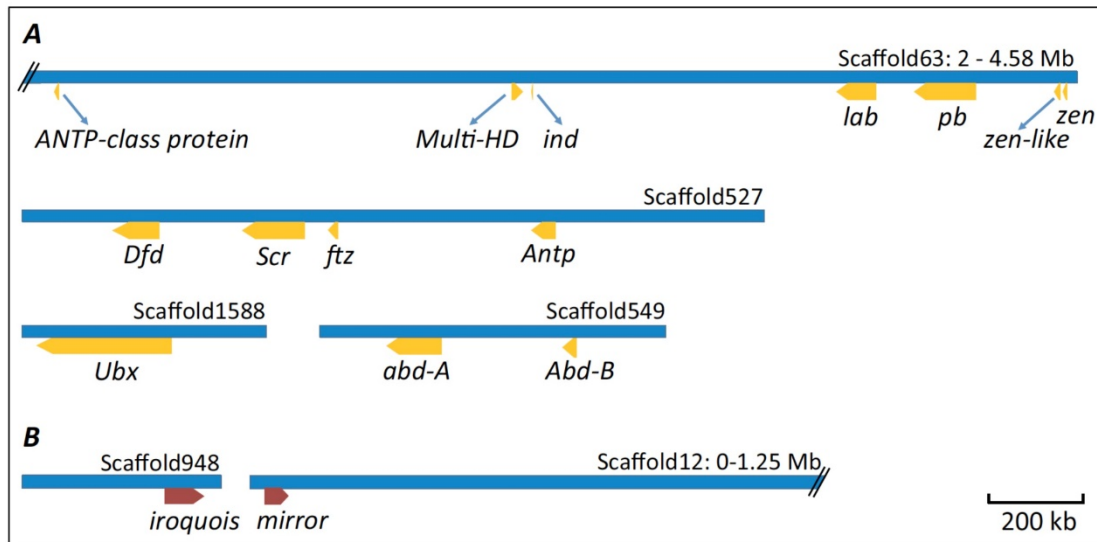 A
Scaffold63: 2 - 4.58 Mb
ANTP-class protein Multi-HD ind lab pb zen-like zen
Scaffold527
Dfd Scr ftz Antp
Scaffold1588 Scaffold549
Ubx abd-A Abd-B
B
Scaffold948 Scaffold12: 0-1.25 Mb
iroquois mirror
200 kb